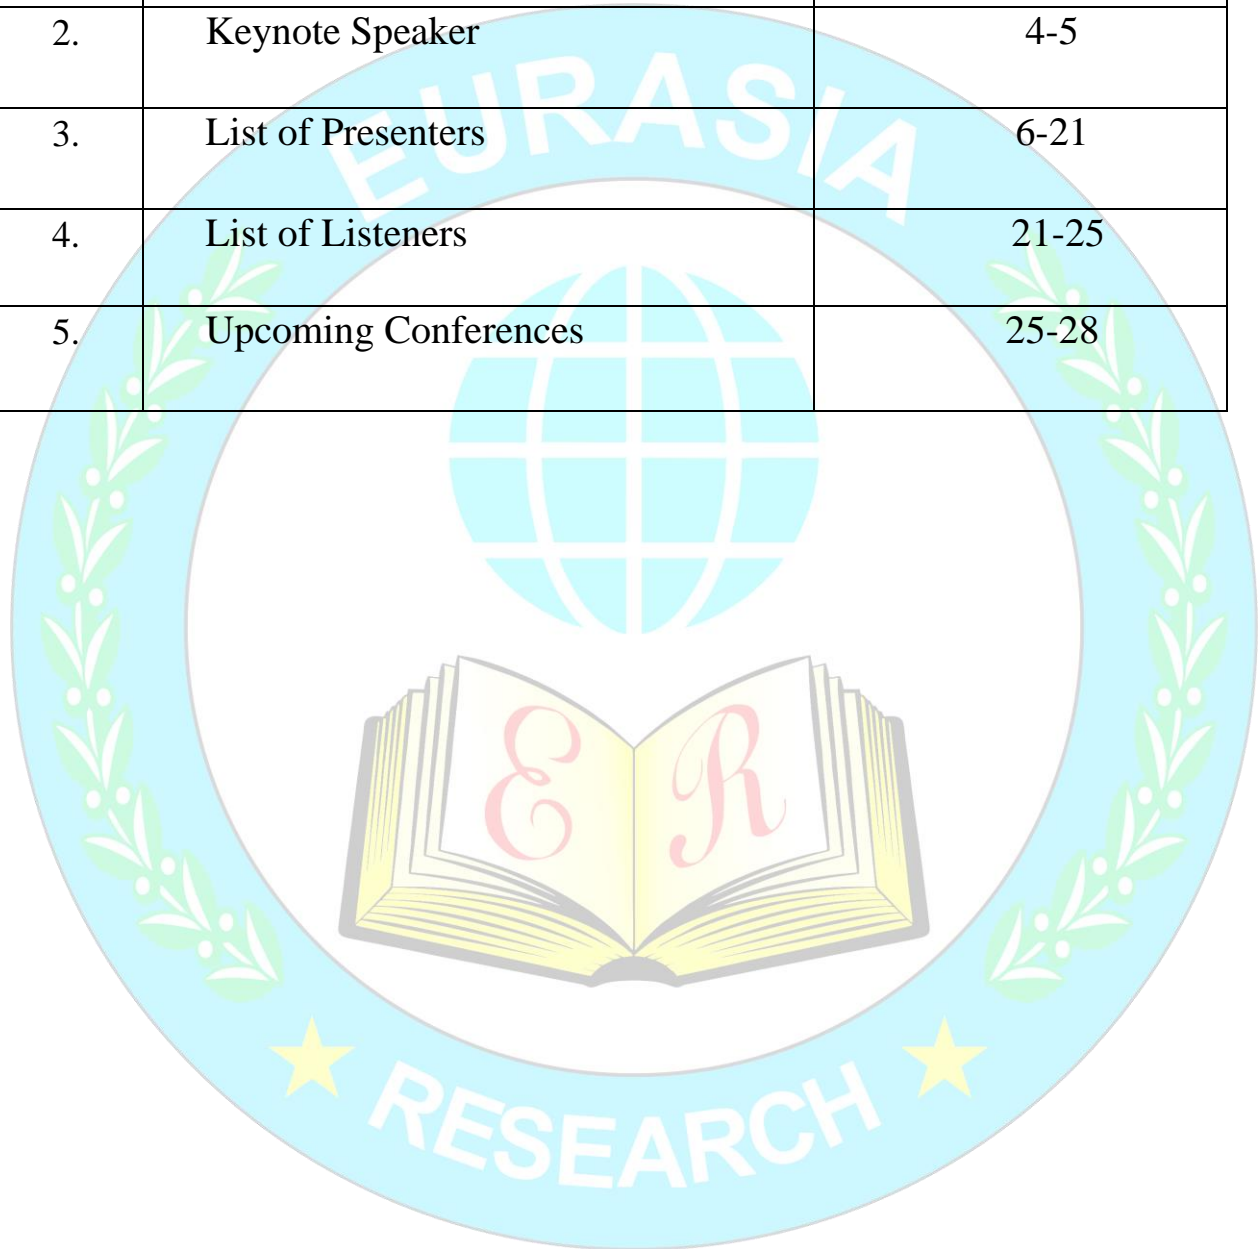 2. Keynote Speaker 4-5
3. List of Presenters 6-21
4. List of Listeners 21-25
5. Upcoming Conferences 25-28
EURASIA
E R
RESEARCH